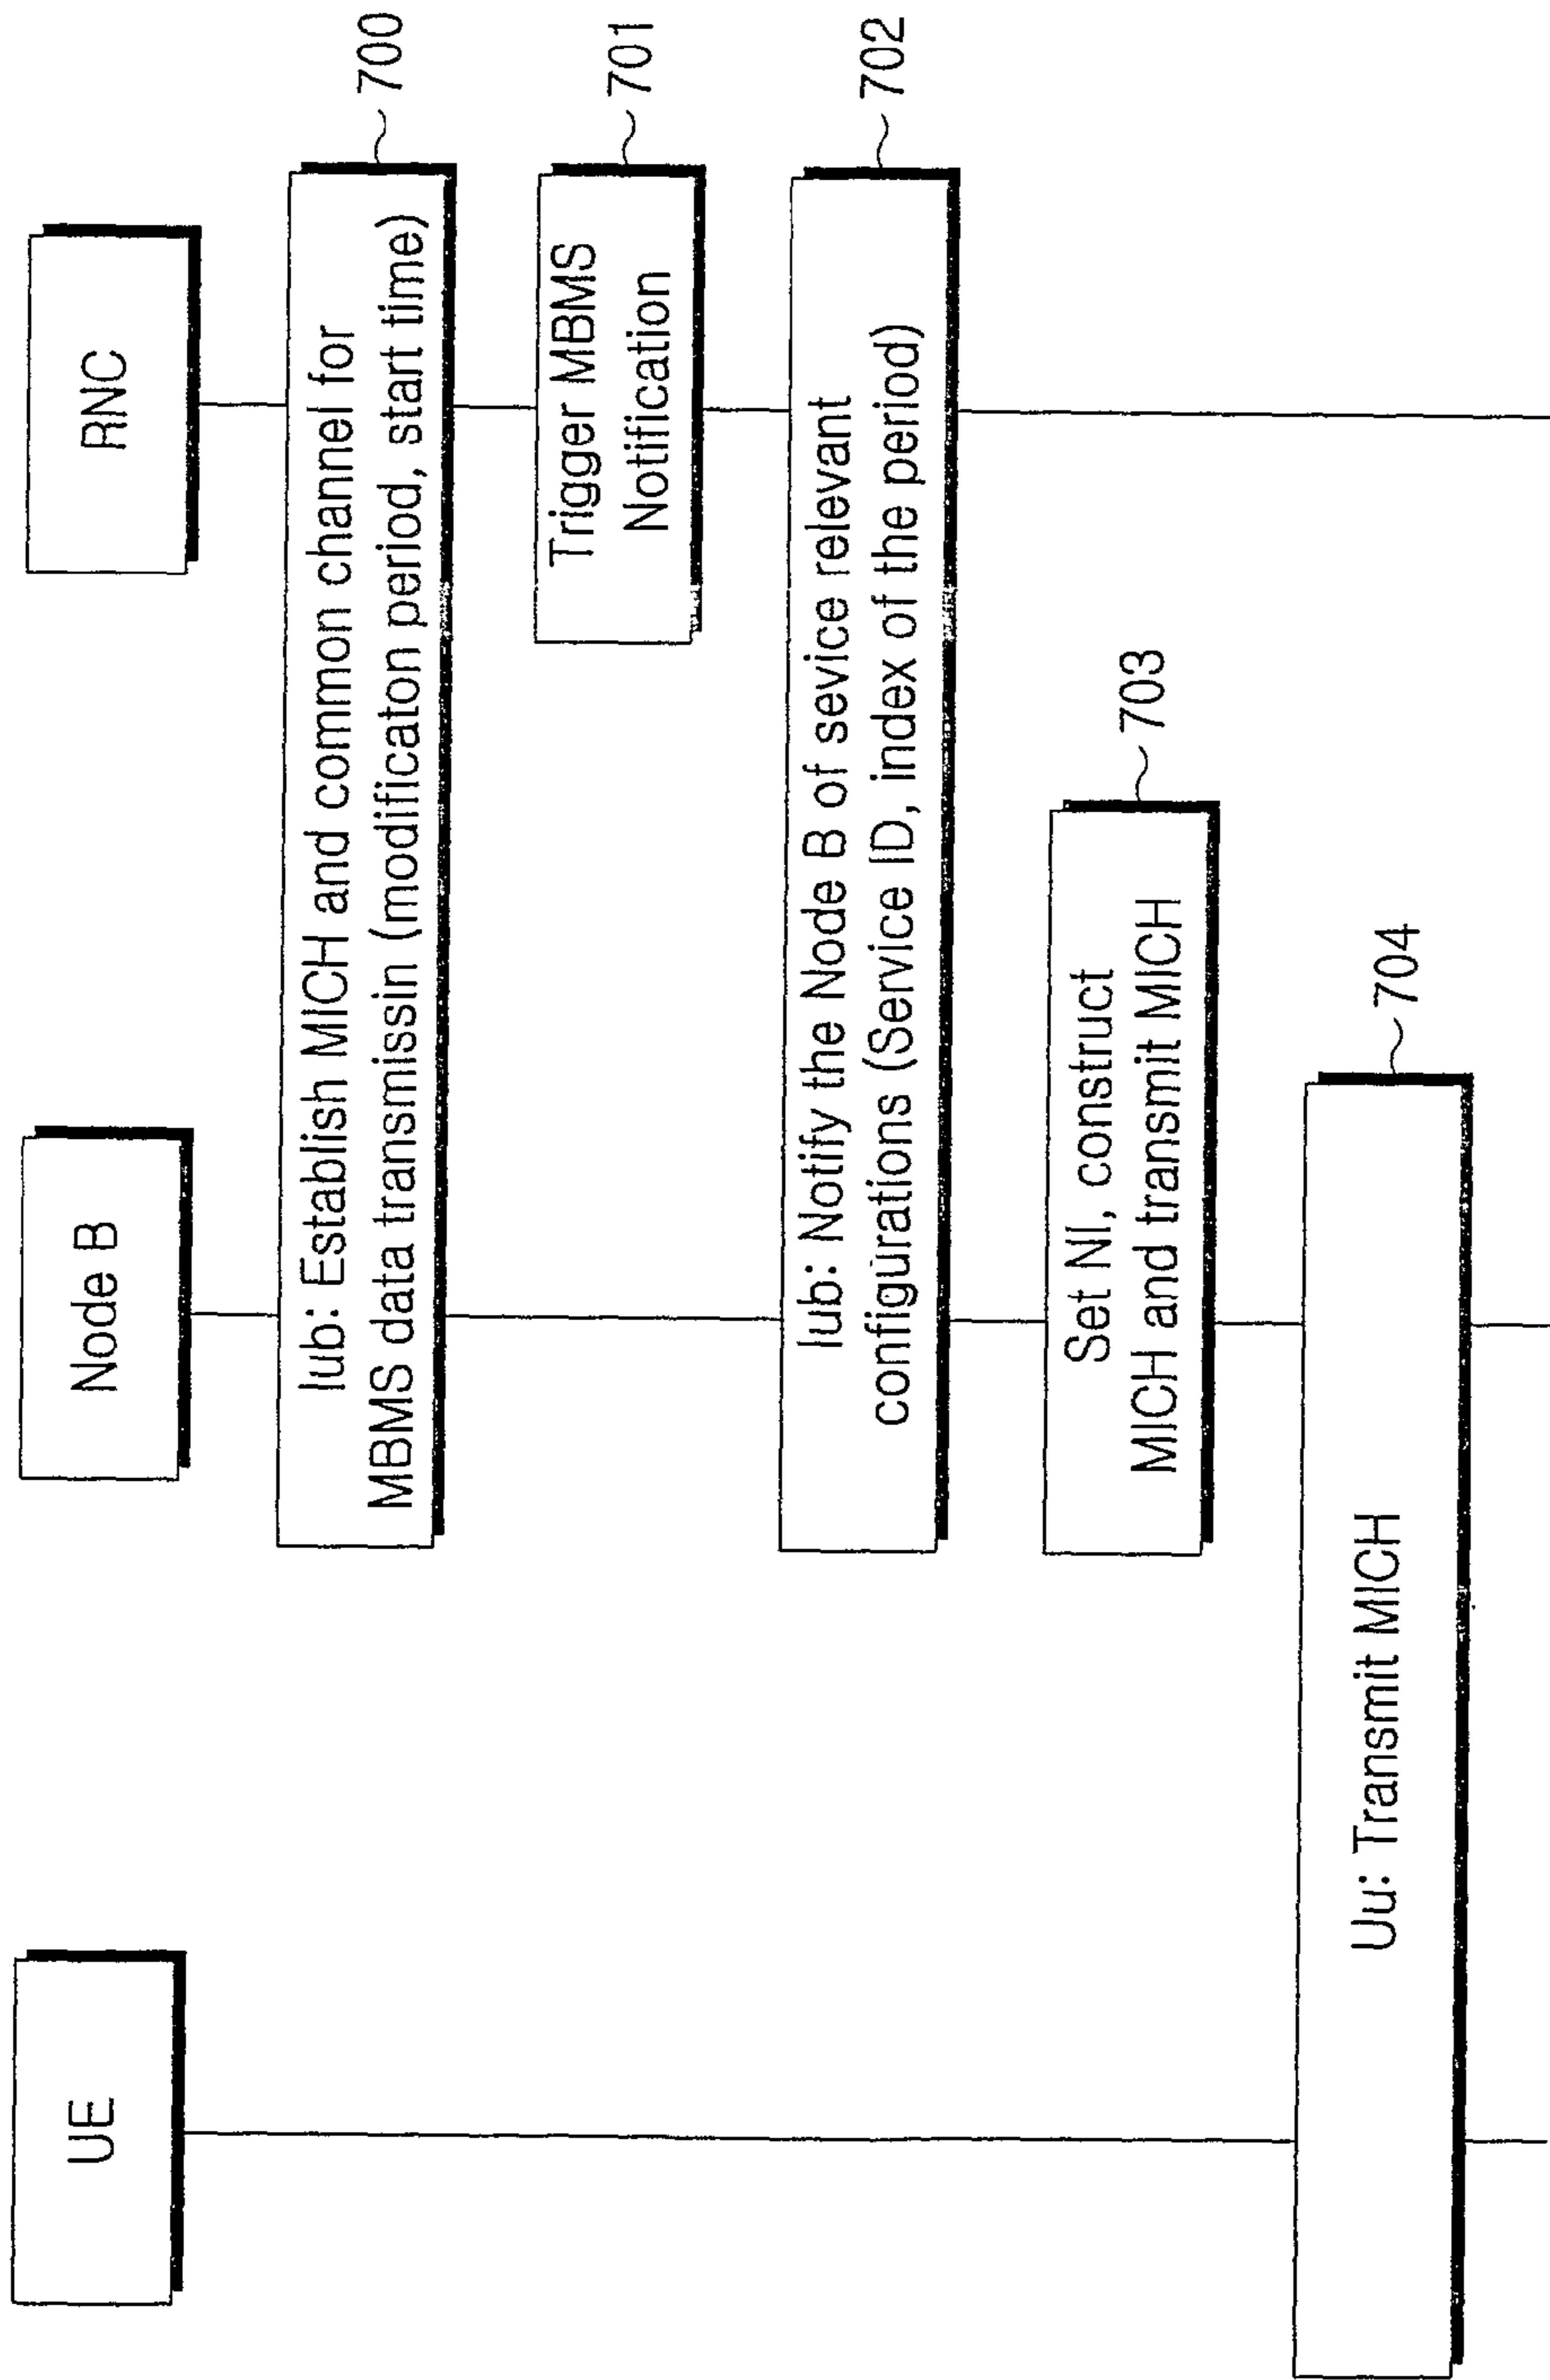 UE
Node B
RNC
Iub: Establish MICH and common channel for
MBMS data transmissin (modificaton period, start time)
700
Trigger MBMS
Notification
701
Iub: Notify the Node B of sevice relevant
configurations (Service ID, index of the period)
702
Set NI, construct
MICH and transmit MICH
703
Uu: Transmit MICH
704